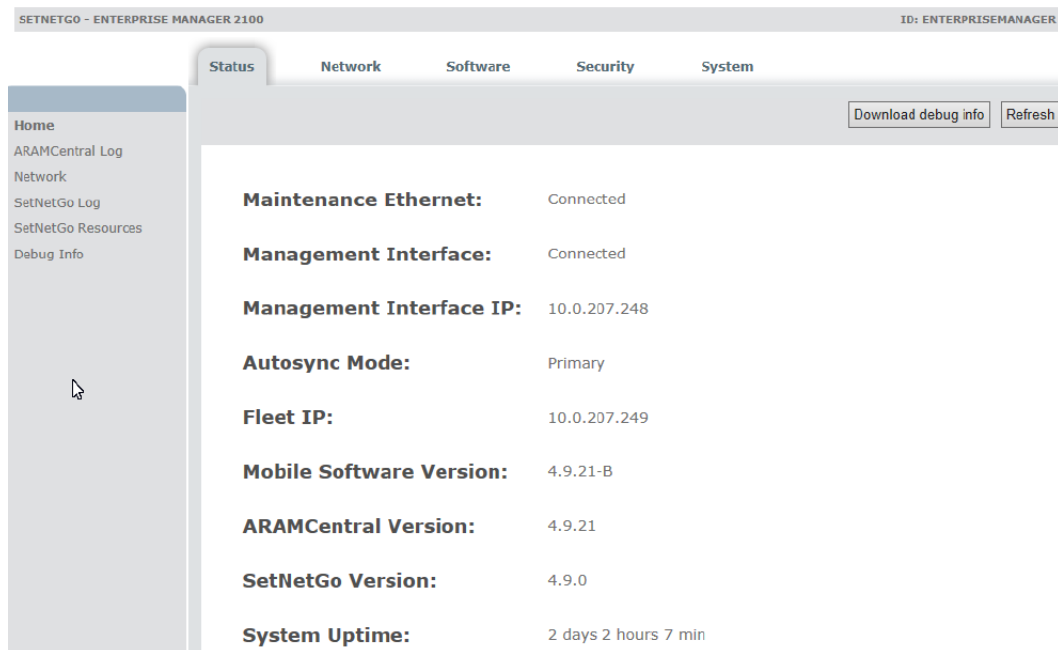 SETNETGO - ENTERPRISE MANAGER 2100
ID: ENTERPRISEMANAGER
Status Network Software Security System
Download debug info Refresh
Home
ARAMCentral Log
Network
SetNetGo Log
SetNetGo Resources
Debug Info
Maintenance Ethernet: Connected
Management Interface: Connected
Management Interface IP: 10.0.207.248
Autosync Mode: Primary
Fleet IP: 10.0.207.249
Mobile Software Version: 4.9.21-B
ARAMCentral Version: 4.9.21
SetNetGo Version: 4.9.0
System Uptime: 2 days 2 hours 7 min